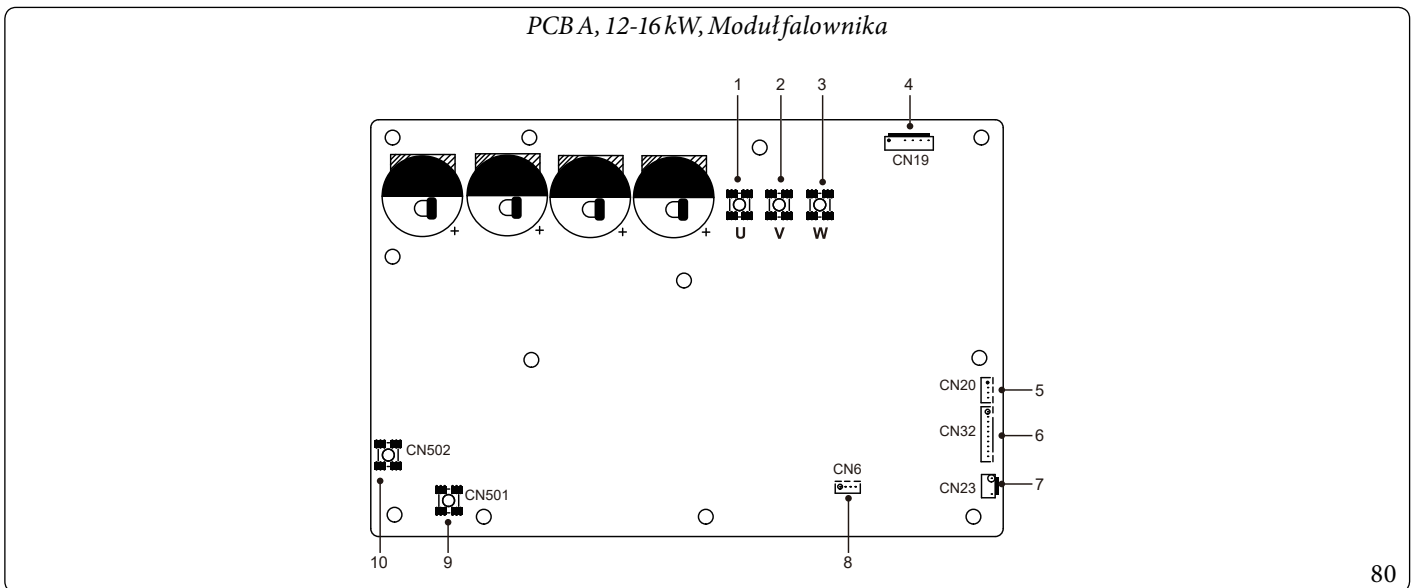 PCB A, 12-16 kW, Moduł falownika
1 2 3 4
CN19
+ + + + U V W
CN20 5
CN32 6
CN502
CN6
CN501 CN23 7
10 9 8
80